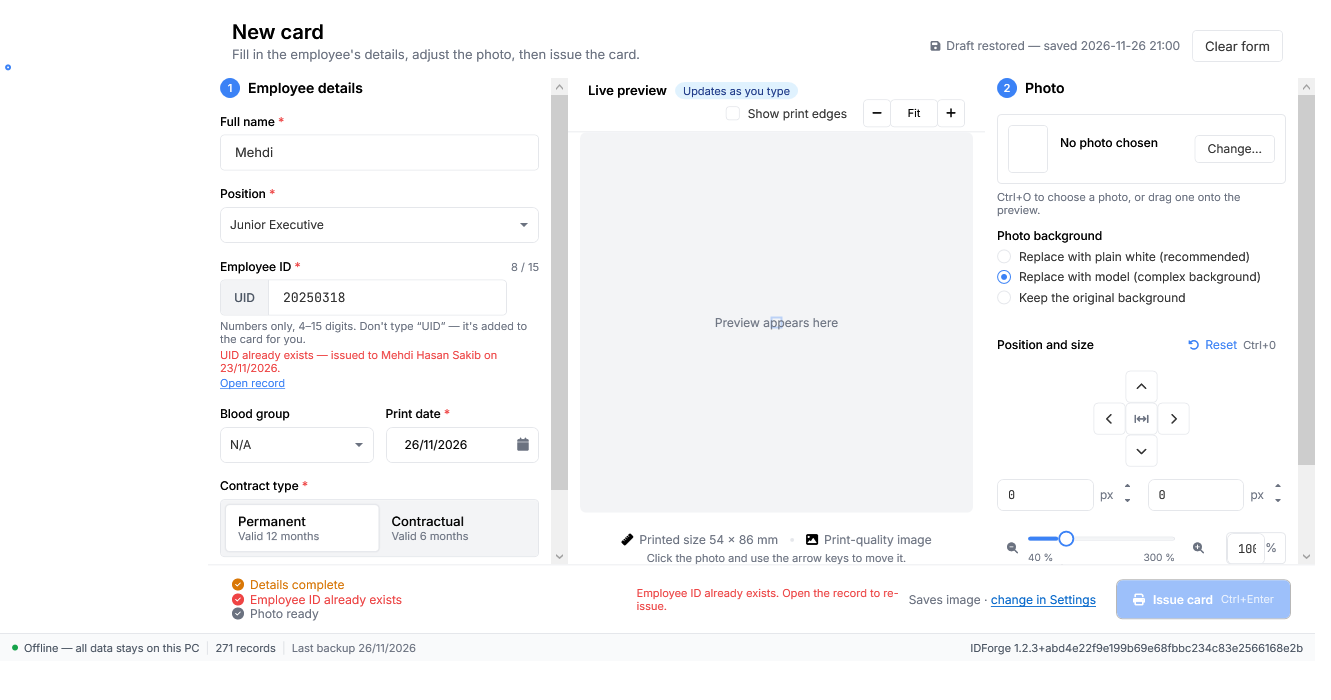 New card
Fill in the employee's details, adjust the photo, then issue the card.
Draft restored — saved 2026-11-26 21:00
Clear form
1 Employee details
Full name *
Mehdi
Position *
Junior Executive
Employee ID *
8 / 15
UID
20250318
Numbers only, 4–15 digits. Don't type “UID” — it's added to
the card for you.
UID already exists — issued to Mehdi Hasan Sakib on
23/11/2026.
Open record
Blood group
Print date *
N/A
26/11/2026
Contract type *
Permanent
Valid 12 months
Contractual
Valid 6 months
Live preview
Updates as you type
Show print edges
Fit
Preview appears here
Printed size 54 × 86 mm
Print-quality image
Click the photo and use the arrow keys to move it.
2 Photo
No photo chosen
Change...
Ctrl+O to choose a photo, or drag one onto the
preview.
Photo background
Replace with plain white (recommended)
Replace with model (complex background)
Keep the original background
Position and size
Reset Ctrl+0
0 px
0 px
40 %
300 %
100 %
Details complete
Employee ID already exists
Photo ready
Employee ID already exists. Open the record to re-
issue.
Saves image · change in Settings
Issue card Ctrl+Enter
Offline — all data stays on this PC
271 records
Last backup 26/11/2026
IDForge 1.2.3+abd4e22f9e199b69e68fbbc234c83e2566168e2b